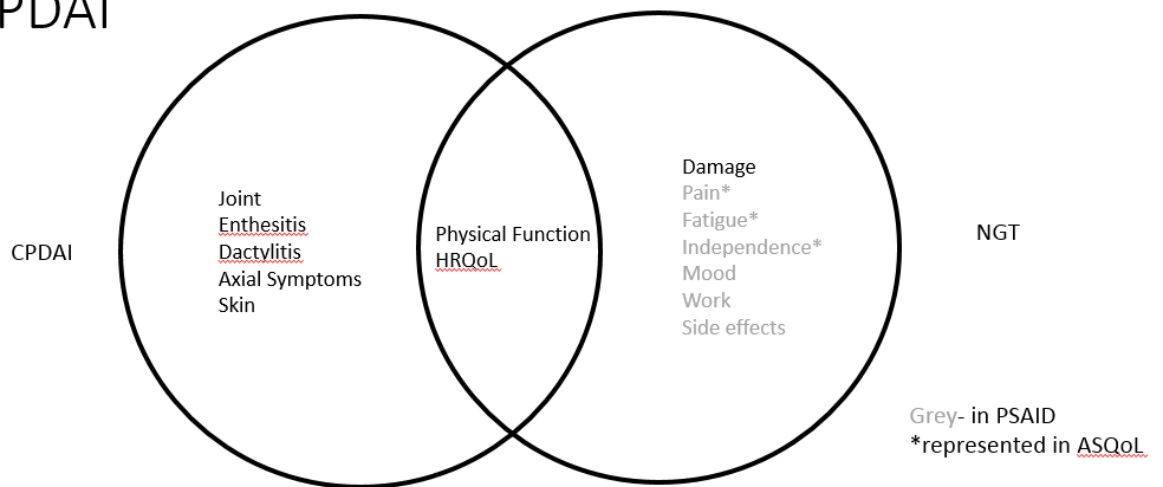 PDAI
CPDAI
Joint
Enthesitis
Dactylitis
Axial Symptoms
Skin
Physical Function
HRQoL
Damage
Pain*
Fatigue*
Independence*
Mood
Work
Side effects
NGT
Grey- in PSAID
*represented in ASQoL